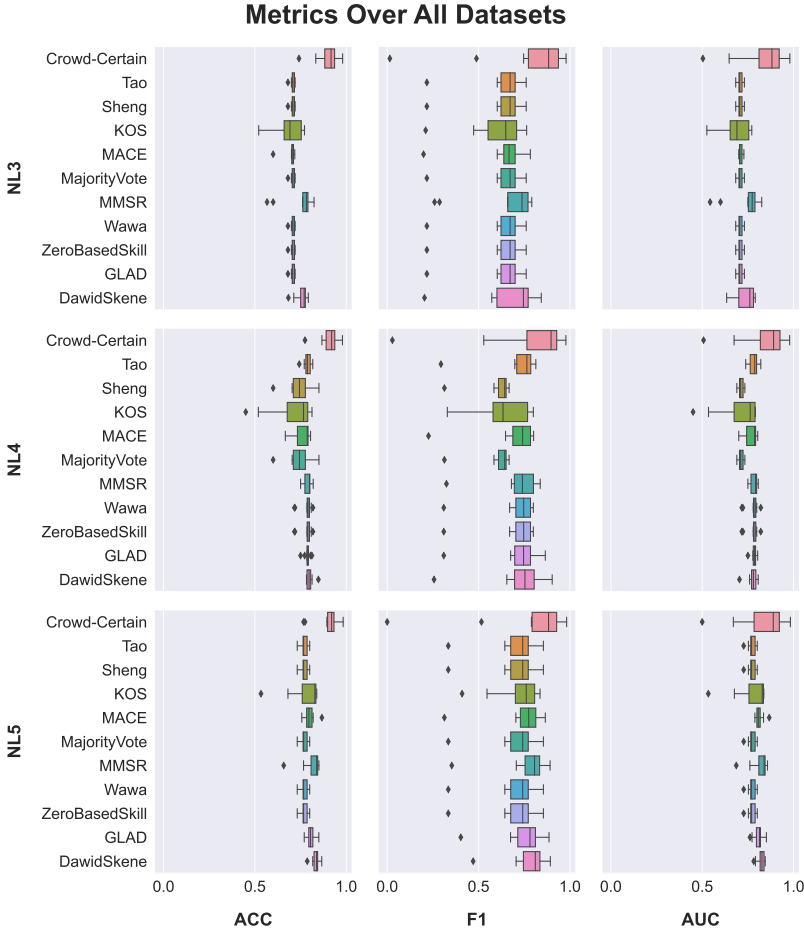 Metrics Over All Datasets
NL3
Crowd-Certain
Tao
Sheng
KOS
MACE
MajorityVote
MMSR
Wawa
ZeroBasedSkill
GLAD
DawidSkene
NL4
Crowd-Certain
Tao
Sheng
KOS
MACE
MajorityVote
MMSR
Wawa
ZeroBasedSkill
GLAD
DawidSkene
NL5
Crowd-Certain
Tao
Sheng
KOS
MACE
MajorityVote
MMSR
Wawa
ZeroBasedSkill
GLAD
DawidSkene
0.0 0.5 1.0 0.0 0.5 1.0 0.0 0.5 1.0
ACC F1 AUC